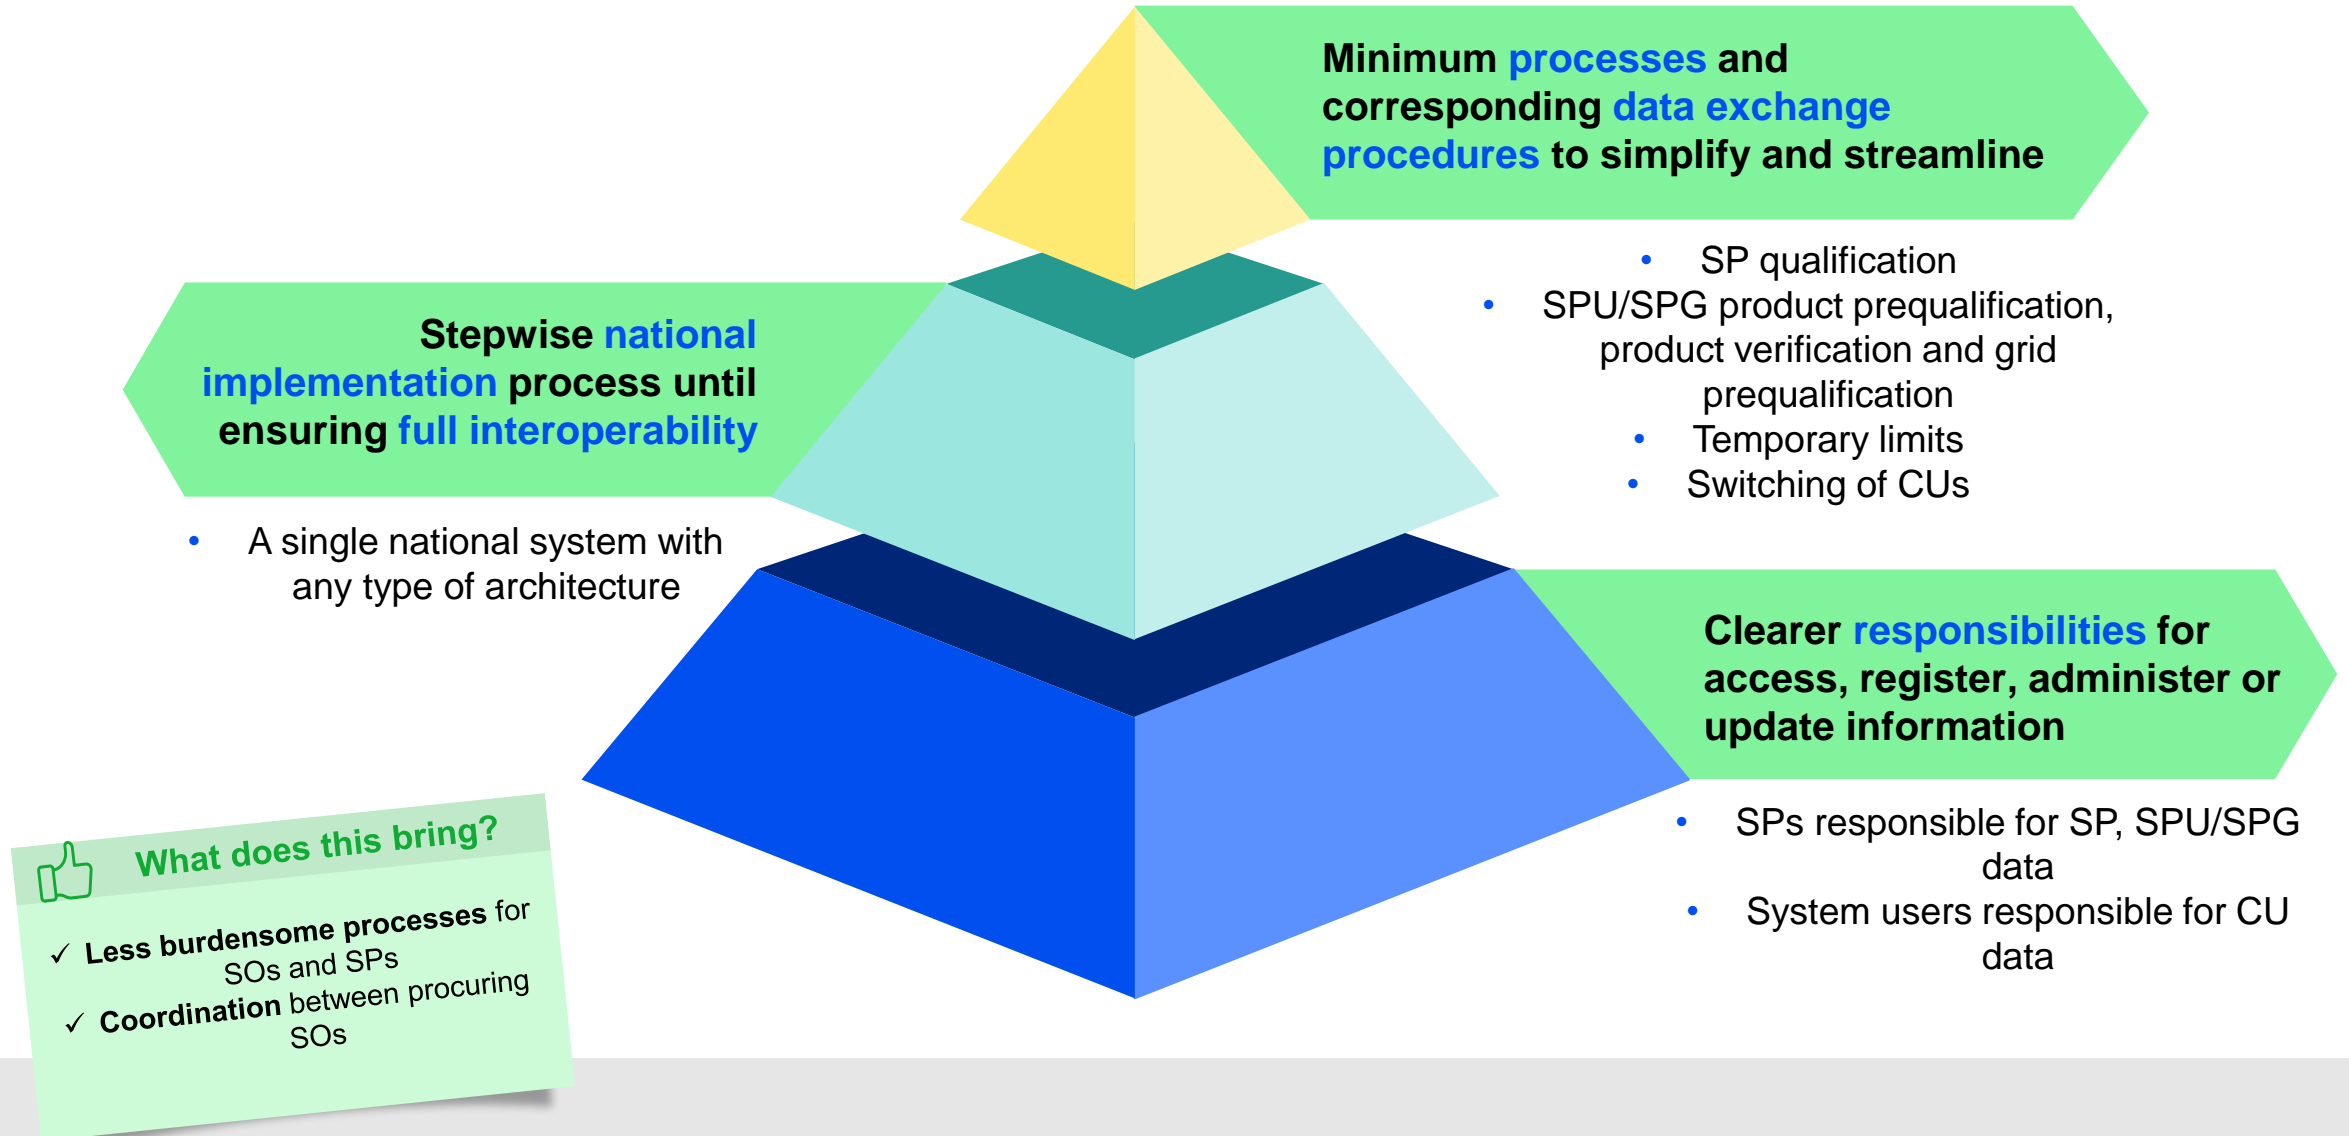 Minimum processes and
corresponding data exchange
procedures to simplify and streamline
• SP qualification
• SPU/SPG product prequalification,
product verification and grid
prequalification
• Temporary limits
• Switching of CUs
Stepwise national
implementation process until
ensuring full interoperability
• A single national system with
any type of architecture
Clearer responsibilities for
access, register, administer or
update information
• SPs responsible for SP, SPU/SPG
data
• System users responsible for CU
data
What does this bring?
✓ Less burdensome processes for
SOs and SPs
✓ Coordination between procuring
SOs